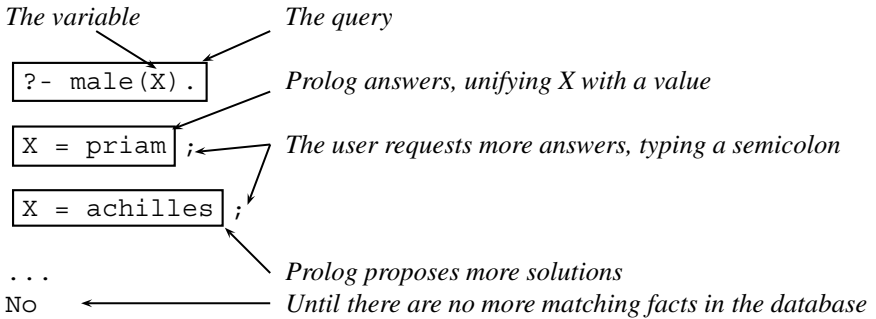 The variable The query
?- male(X).
Prolog answers, unifying X with a value
X = priam ; The user requests more answers, typing a semicolon
X = achilles ;
... Prolog proposes more solutions
No Until there are no more matching facts in the database